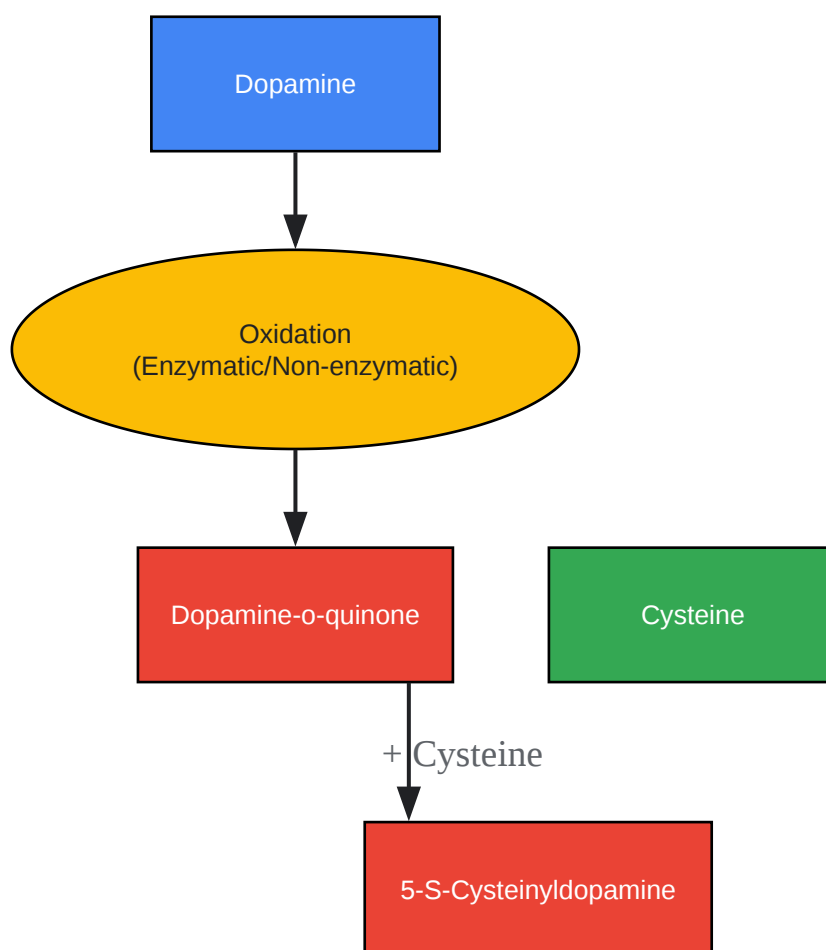 Dopamine
Oxidation
(Enzymatic/Non-enzymatic)
Dopamine-o-quinone
Cysteine
+ Cysteine
5-S-Cysteinyldopamine